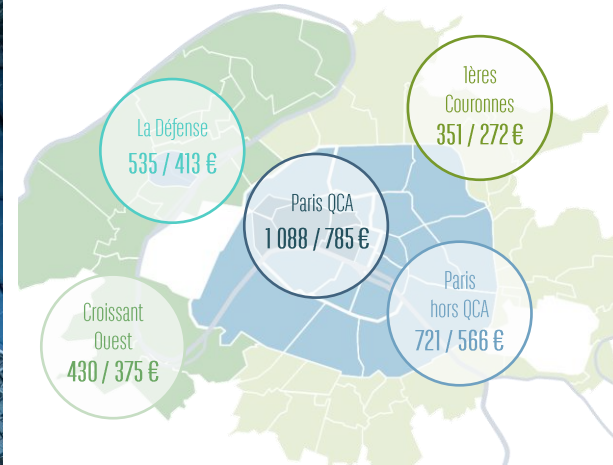 1ères
Couronnes
351 / 272 €
La Défense
535 / 413 €
Paris QCA
1 088 / 785 €
Paris
hors QCA
721 / 566 €
Croissant
Ouest
430 / 375 €